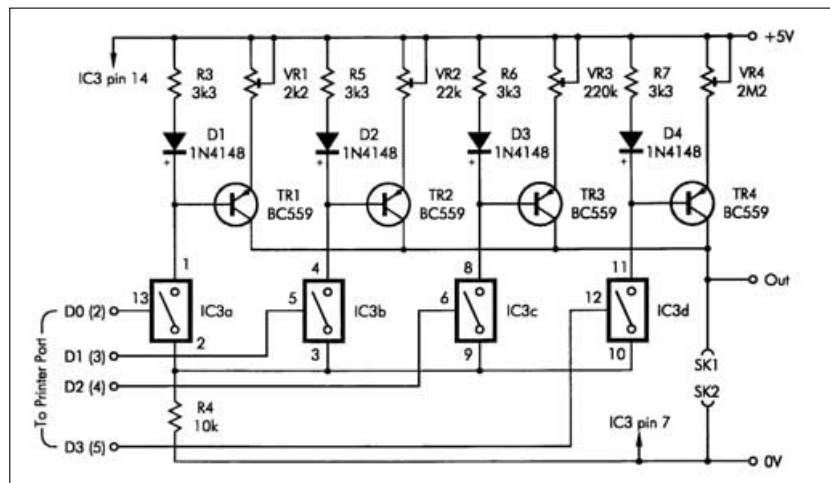 +5V
IC3 pin 14
R3
3k3
VR1
2k2
R5
3k3
VR2
22k
R6
3k3
VR3
220k
R7
3k3
VR4
2M2
D1
1N4148
+
D2
1N4148
+
D3
1N4148
+
D4
1N4148
+
TR1
BC559
TR2
BC559
TR3
BC559
TR4
BC559
1
4
8
11
Out
13
IC3a
5
IC3b
6
IC3c
12
IC3d
D0 (2)
2
3
9
10
To Printer Port
D1 (3)
D2 (4)
SK1
SK2
R4
10k
IC3 pin 7
D3 (5)
0V